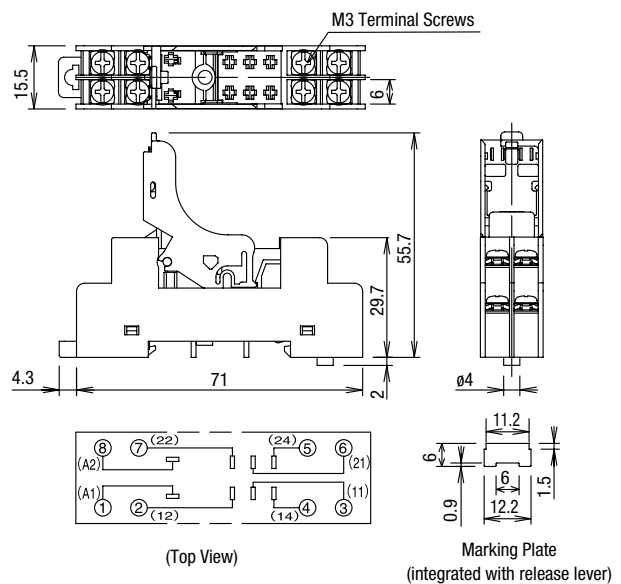 M3 Terminal Screws
15.5
6
55.7
29.7
4.3
71
2
ø4
⑧ ⑦ (22) (24) ⑤ ⑥
(A2) (21)
(A1) (11)
① ② (12) (14) ④ ③
(Top View)
11.2
6
1.5
6
0.9
12.2
Marking Plate
(integrated with release lever)